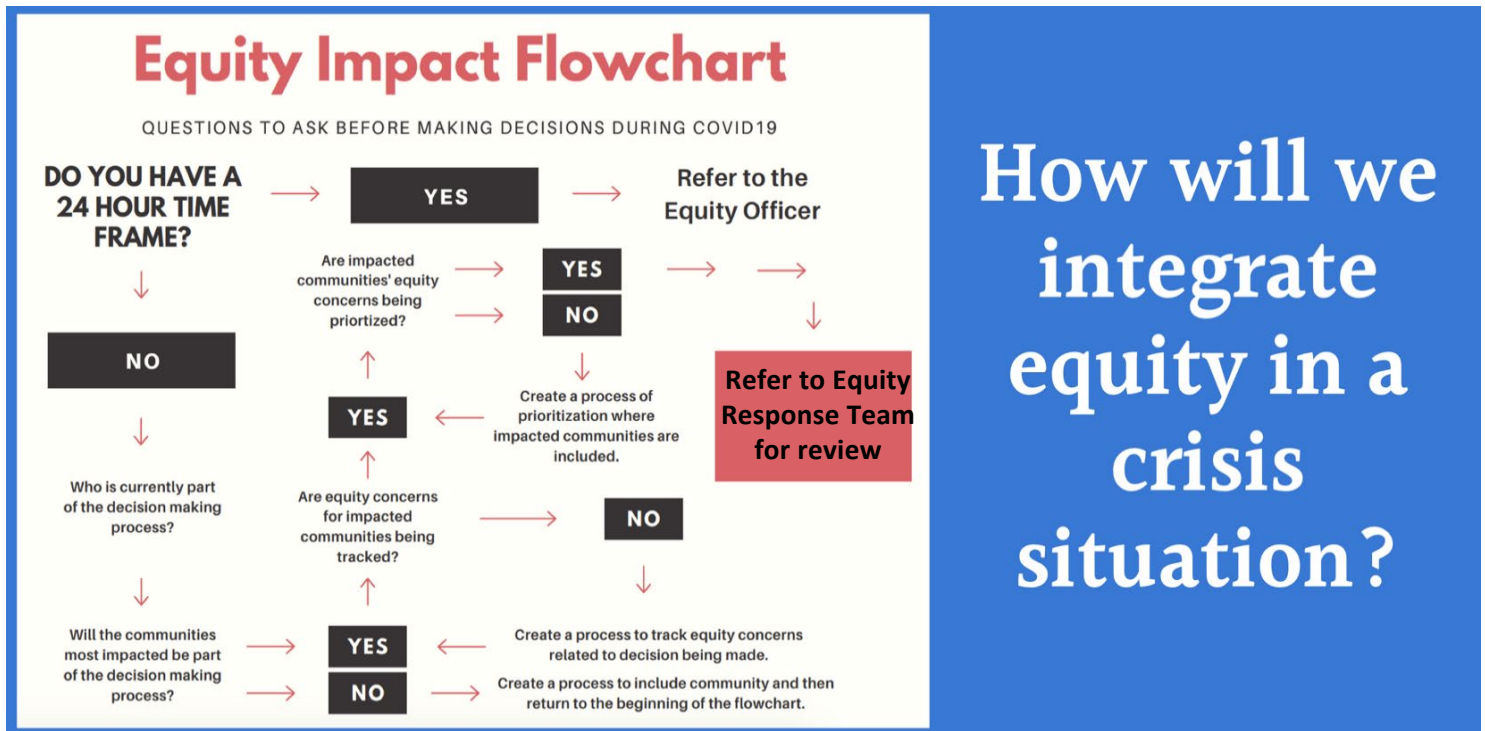 Equity Impact Flowchart
QUESTIONS TO ASK BEFORE MAKING DECISIONS DURING COVID19
DO YOU HAVE A
24 HOUR TIME
FRAME?
YES
Refer to the
Equity Officer
NO
Who is currently part
of the decision making
process?
Will the communities
most impacted be part
of the decision making
process?
YES
NO
Create a process to include community and then
return to the beginning of the flowchart.
Are equity concerns
for impacted
communities being
tracked?
NO
Create a process to track equity concerns
related to decision being made.
YES
Are impacted
communities' equity
concerns being
priortized?
YES
NO
Create a process of
prioritization where
impacted communities are
included.
Refer to Equity
Response Team
for review
How will we
integrate
equity in a
crisis
situation?